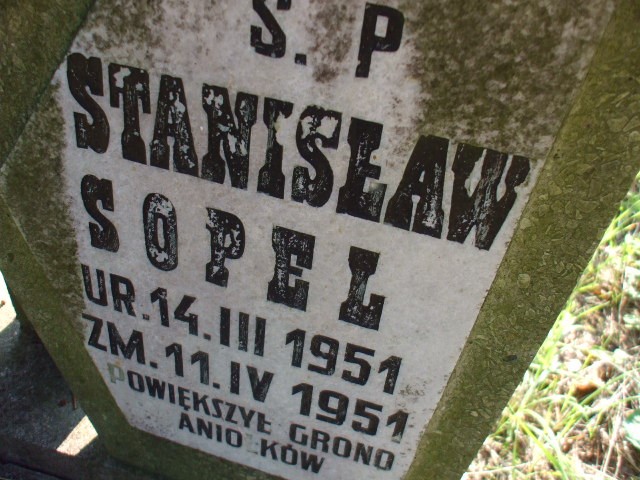 Ś. P
STANISŁAW
SOPEL
UR. 14. III 1951
ZM. 11. IV 1951
POWIĘKSZYŁ GRONO
ANIOŁKÓW